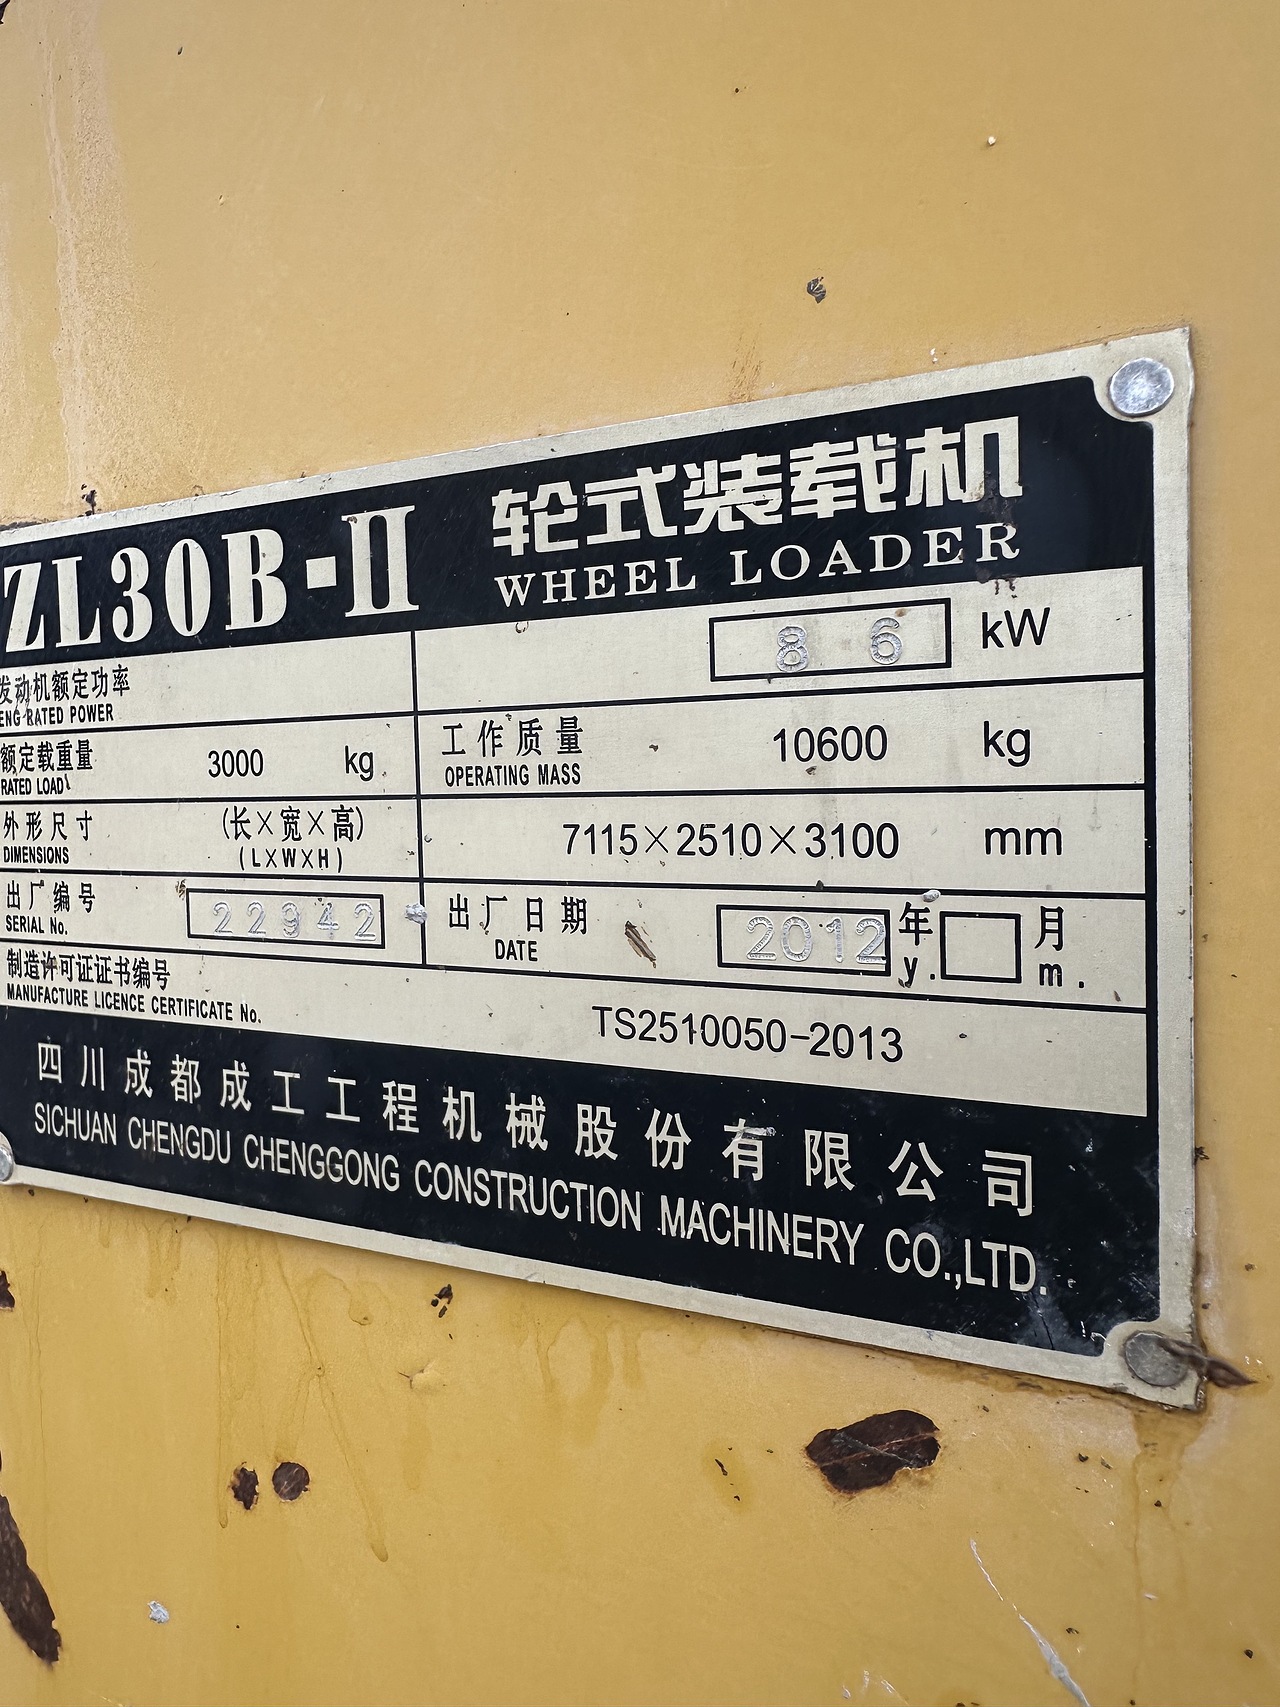 ZL30B-II 轮式装载机
WHEEL LOADER
发动机额定功率 86 kW
ENG RATED POWER
额定载重量 3000 kg 工作质量 10600 kg
RATED LOAD OPERATING MASS
外形尺寸 (长×宽×高) 7115×2510×3100 mm
DIMENSIONS (L×W×H)
出厂编号 22942 出厂日期 2012 年 月
SERIAL No. DATE y. m.
制造许可证证书编号
MANUFACTURE LICENCE CERTIFICATE No. TS2510050-2013
四川成都成工工程机械股份有限公司
SICHUAN CHENGDU CHENGGONG CONSTRUCTION MACHINERY CO.,LTD.